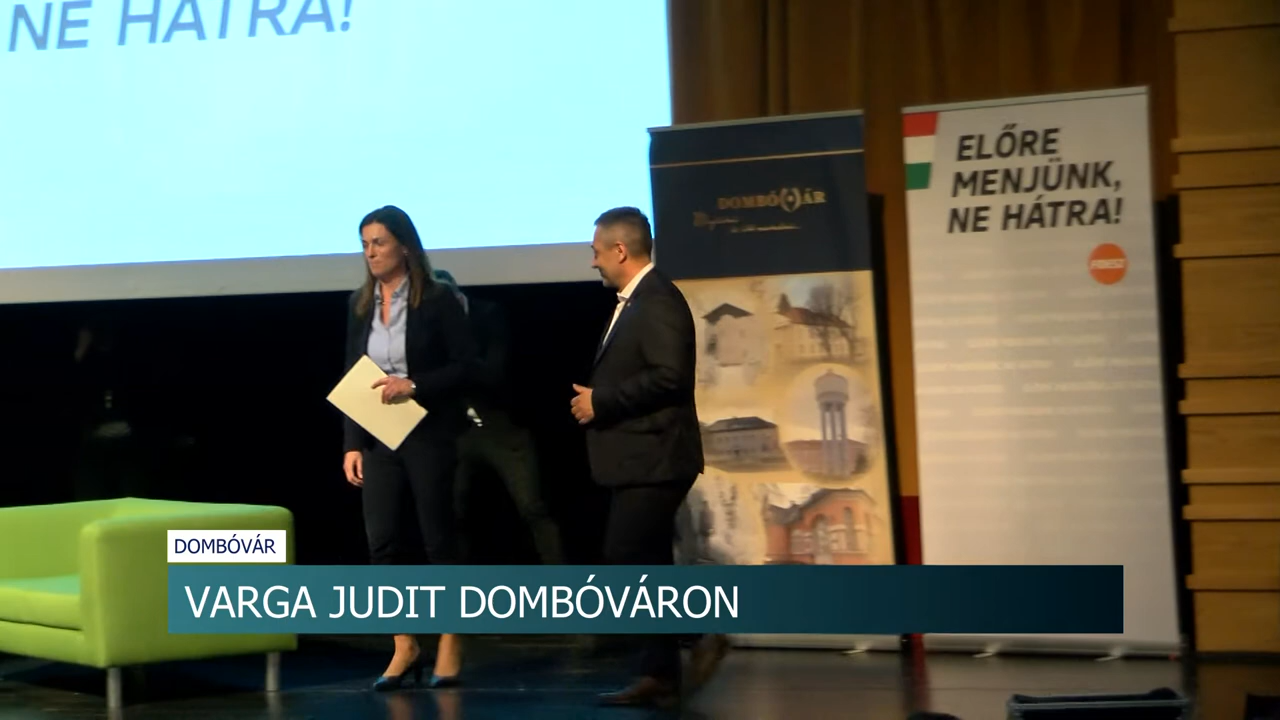 NE HÁTRA!
DOMBÓVÁR
ELŐRE
MENJÜNK,
NE HÁTRA!
FIDESZ
DOMBÓVÁR
VARGA JUDIT DOMBÓVÁRON